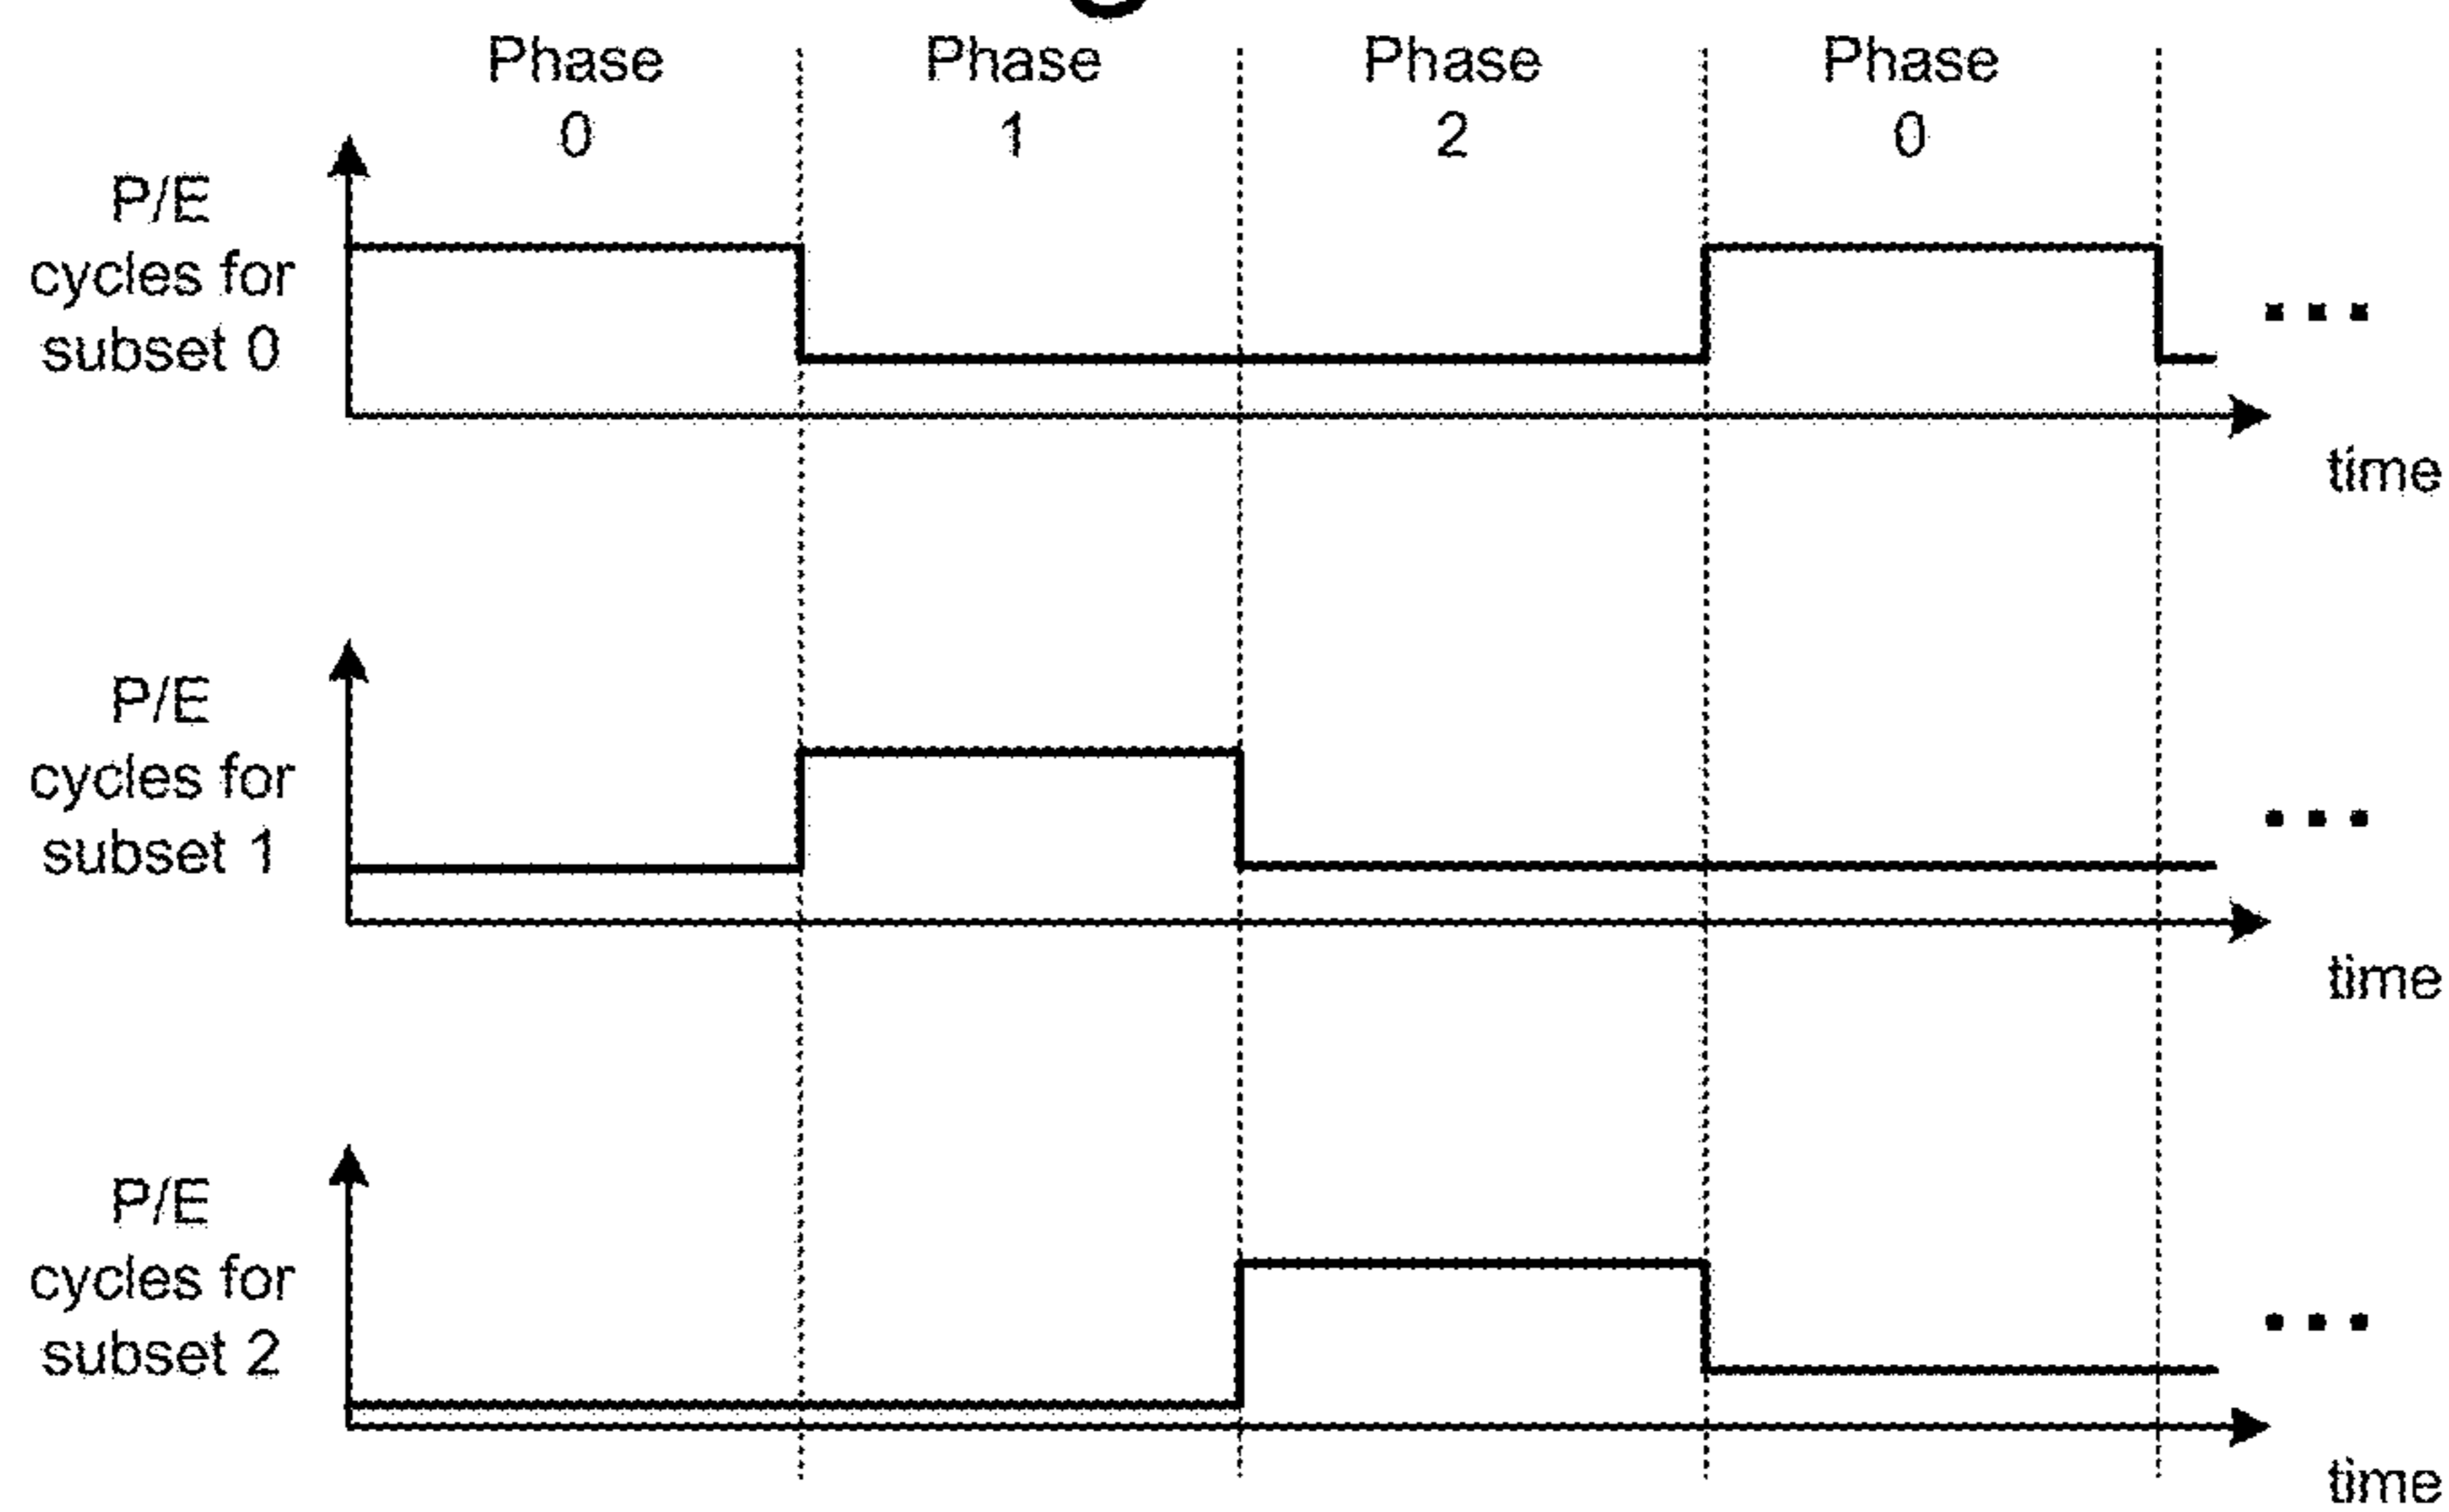 Phase Phase Phase Phase
0 1 2 0
P/E
cycles for
subset 0
...
time
P/E
cycles for
subset 1
...
time
P/E
cycles for
subset 2
...
time